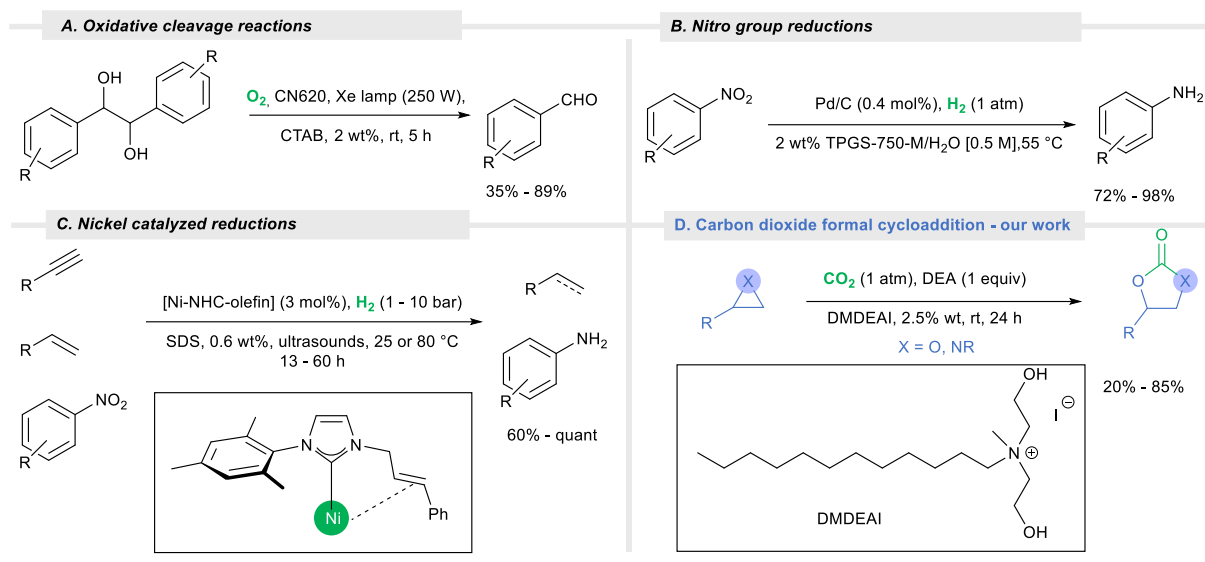 A. Oxidative cleavage reactions
R
OH
OH
R
O2, CN620, Xe lamp (250 W),
CTAB, 2 wt%, rt, 5 h
CHO
R
35% - 89%
B. Nitro group reductions
NO2
R
Pd/C (0.4 mol%), H2 (1 atm)
2 wt% TPGS-750-M/H2O [0.5 M],55 °C
NH2
R
72% - 98%
C. Nickel catalyzed reductions
R
R
NO2
R
[Ni-NHC-olefin] (3 mol%), H2 (1 - 10 bar)
SDS, 0.6 wt%, ultrasounds, 25 or 80 °C
13 - 60 h
R
NH2
R
60% - quant
N
N
Ni
Ph
D. Carbon dioxide formal cycloaddition - our work
X
R
CO2 (1 atm), DEA (1 equiv)
DMDEAI, 2.5% wt, rt, 24 h
X = O, NR
O
O
X
R
20% - 85%
OH
I⊖
N⊕
OH
DMDEAI